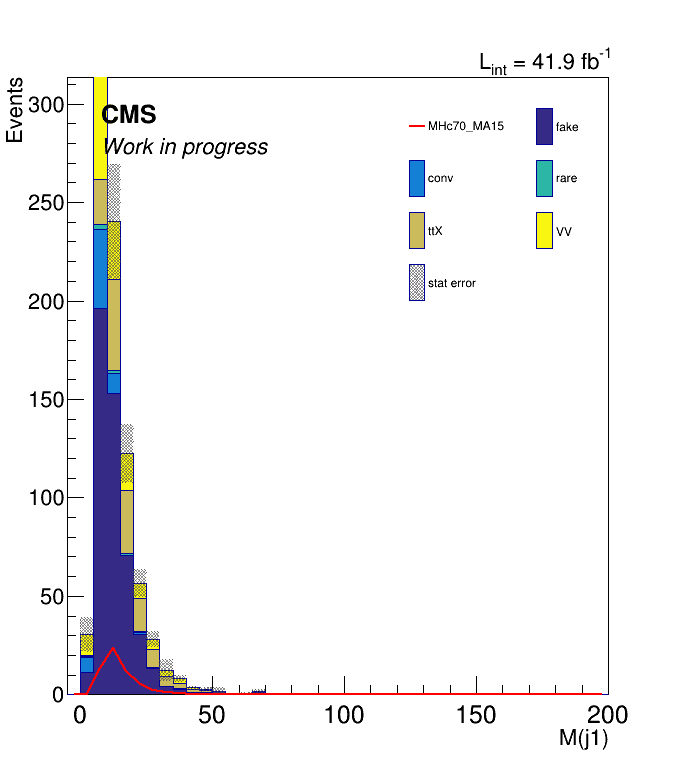 L_int = 41.9 fb^-1
Events
CMS
Work in progress
MHc70_MA15
fake
conv
rare
ttX
VV
stat error
300
250
200
150
100
50
0
0 50 100 150 200
M(j1)